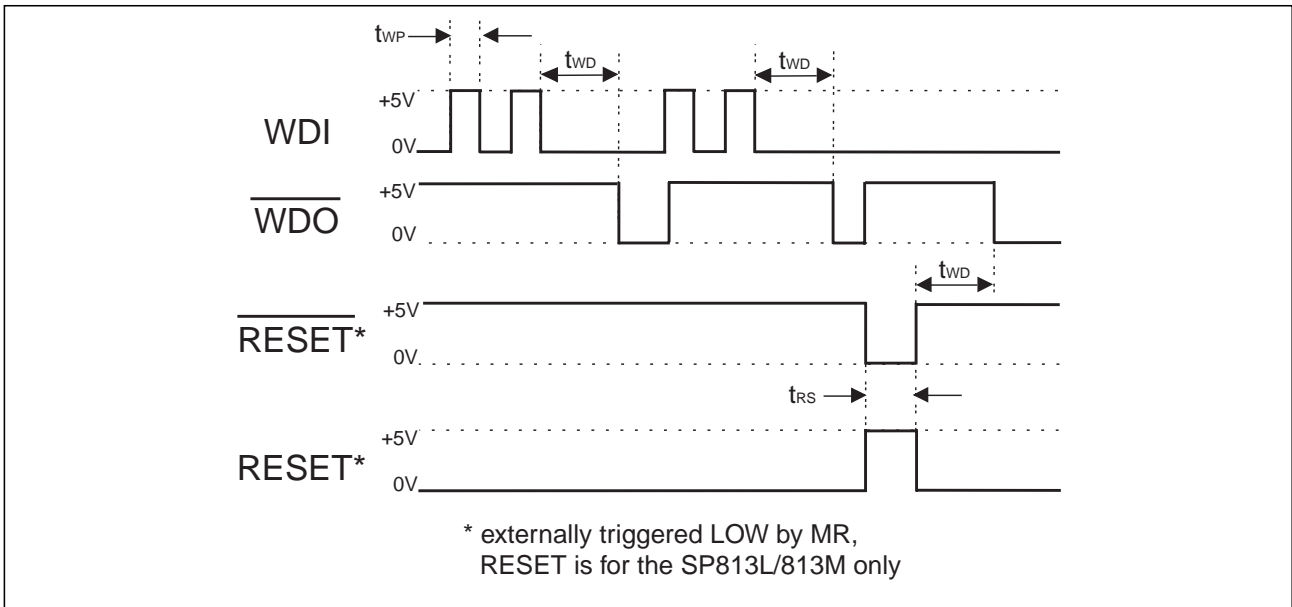 tWP
tWD
tWD
+5V
WDI
0V
+5V
WDO
0V
tWD
+5V
RESET*
0V
tRS
+5V
RESET*
0V
* externally triggered LOW by MR,
RESET is for the SP813L/813M only